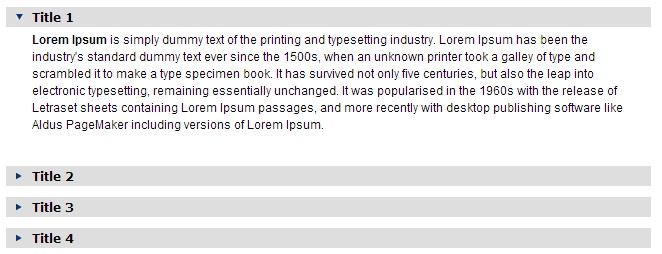 Title 1
Lorem Ipsum is simply dummy text of the printing and typesetting industry. Lorem Ipsum has been the
industry's standard dummy text ever since the 1500s, when an unknown printer took a galley of type and
scrambled it to make a type specimen book. It has survived not only five centuries, but also the leap into
electronic typesetting, remaining essentially unchanged. It was popularised in the 1960s with the release of
Letraset sheets containing Lorem Ipsum passages, and more recently with desktop publishing software like
Aldus PageMaker including versions of Lorem Ipsum.
Title 2
Title 3
Title 4